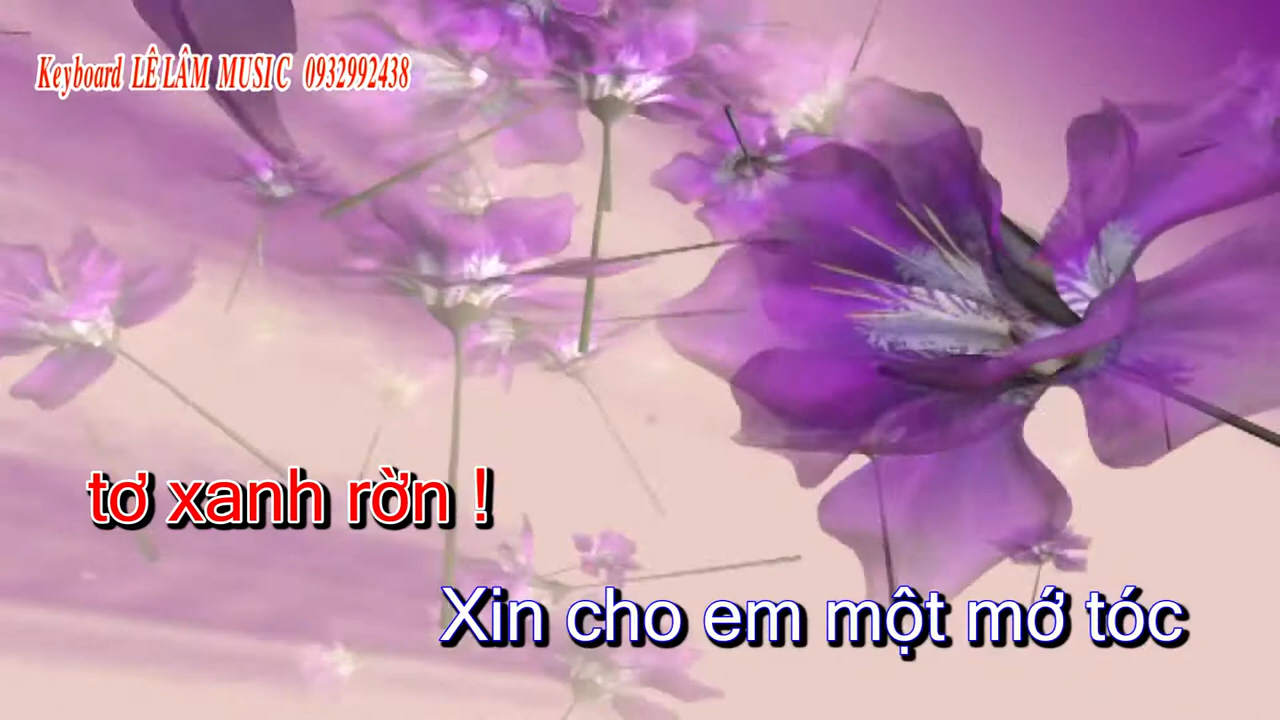 Keyboard LÊ LÂM MUSIC 0932992438
tơ xanh rờn !
Xin cho em một mớ tóc